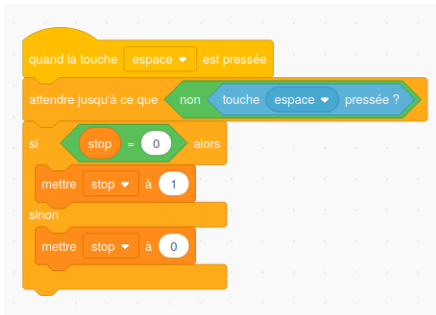 quand la touche espace est pressée
attendre jusqu'à ce que non touche espace pressée ?
si stop = 0 alors
mettre stop à 1
sinon
mettre stop à 0